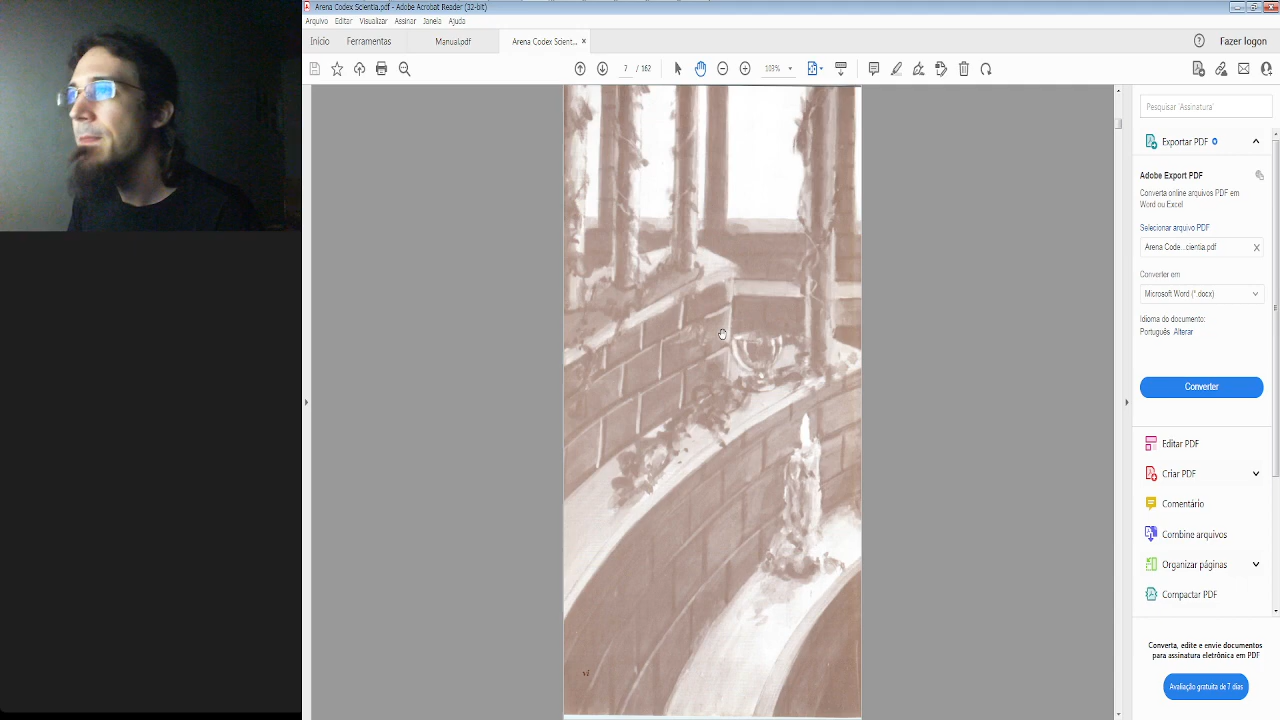 Arena Codex Scientia.pdf - Adobe Acrobat Reader (32-bit)
Arquivo Editar Visualizar Assinar Janela Ajuda
Início Ferramentas Manual.pdf Arena Codex Scient... × Fazer logon
7 / 162 103%
Pesquisar 'Assinatura'
Exportar PDF
Adobe Export PDF
Converta online arquivos PDF em
Word ou Excel
Selecionar arquivo PDF
Arena Code...cientia.pdf X
Converter em
Microsoft Word (*.docx)
Idioma do documento:
Português Alterar
Converter
Editar PDF
Criar PDF
Comentário
Combine arquivos
Organizar páginas
Compactar PDF
Converta, edite e envie documentos
para assinatura eletrônica em PDF
Avaliação gratuita de 7 dias
vi